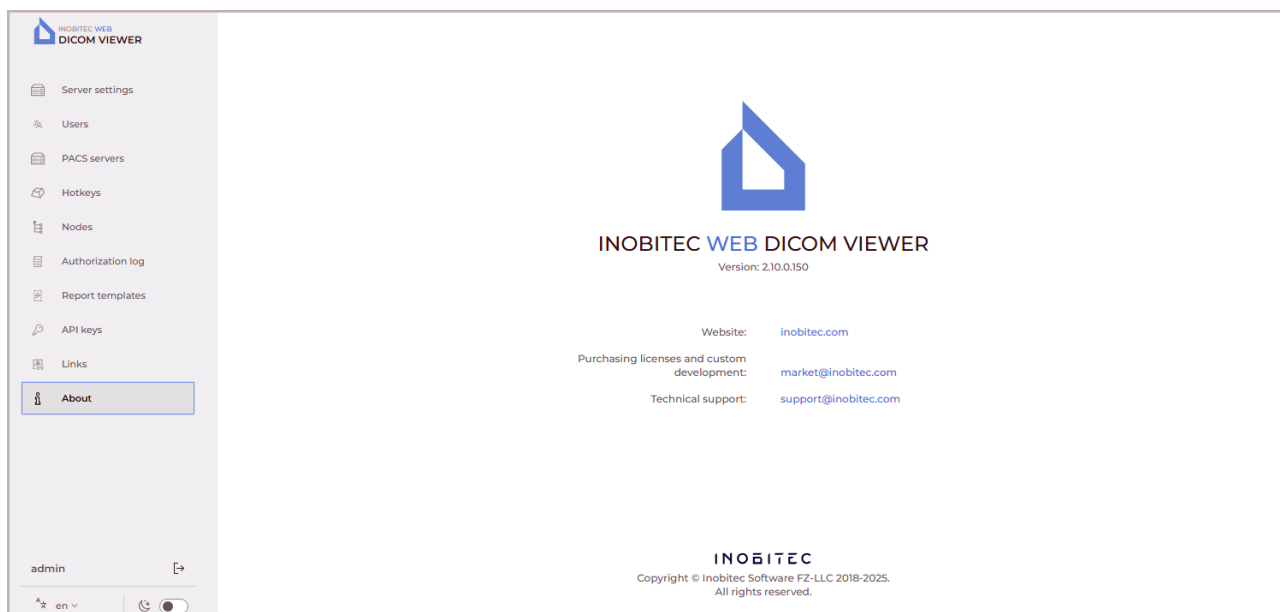 INOBITEC WEB
DICOM VIEWER
Server settings
Users
PACS servers
Hotkeys
Nodes
Authorization log
Report templates
API keys
Links
About
admin
en
INOBITEC WEB DICOM VIEWER
Version: 2.10.0.150
Website: inobitec.com
Purchasing licenses and custom
development: market@inobitec.com
Technical support: support@inobitec.com
INOBITEC
Copyright © Inobitec Software FZ-LLC 2018-2025.
All rights reserved.